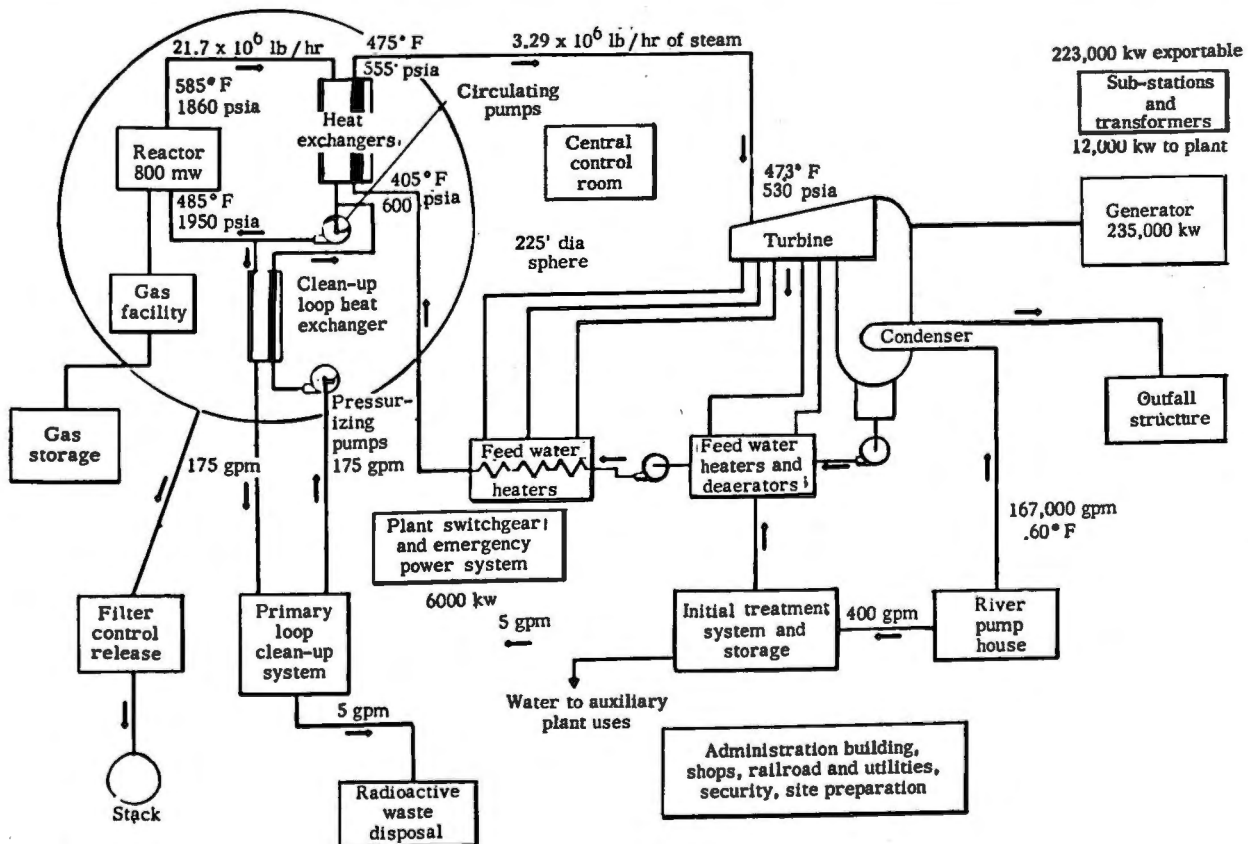 21.7 x 10⁶ lb/hr
475° F
3.29 x 10⁶ lb/hr of steam
223,000 kw exportable
555 psia
585° F
1860 psia
Circulating pumps
Sub-stations
and
transformers
12,000 kw to plant
Heat
exchangers
Central
control
room
Reactor
800 mw
473° F
530 psia
405° F
600 psia
485° F
1950 psia
Generator
235,000 kw
Turbine
225' dia
sphere
Gas
facility
Clean-up
loop heat
exchanger
Condenser
Outfall
structure
Pressur-
izing
pumps
175 gpm
Gas
storage
175 gpm
Feed water
heaters
Feed water
heaters and
deaerators
167,000 gpm
.60° F
Plant switchgear
and emergency
power system
6000 kw
Filter
control
release
Primary
loop
clean-up
system
5 gpm
Initial treatment
system and
storage
400 gpm
River
pump
house
Water to auxiliary
plant uses
5 gpm
Administration building,
shops, railroad and utilities,
security, site preparation
Stack
Radioactive
waste
disposal